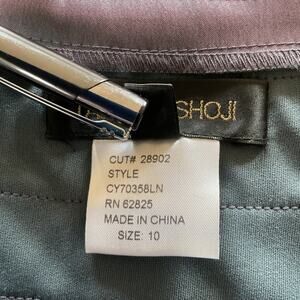 SHOJI
CUT# 28902
STYLE
CY70358LN
RN 62825
MADE IN CHINA
SIZE: 10